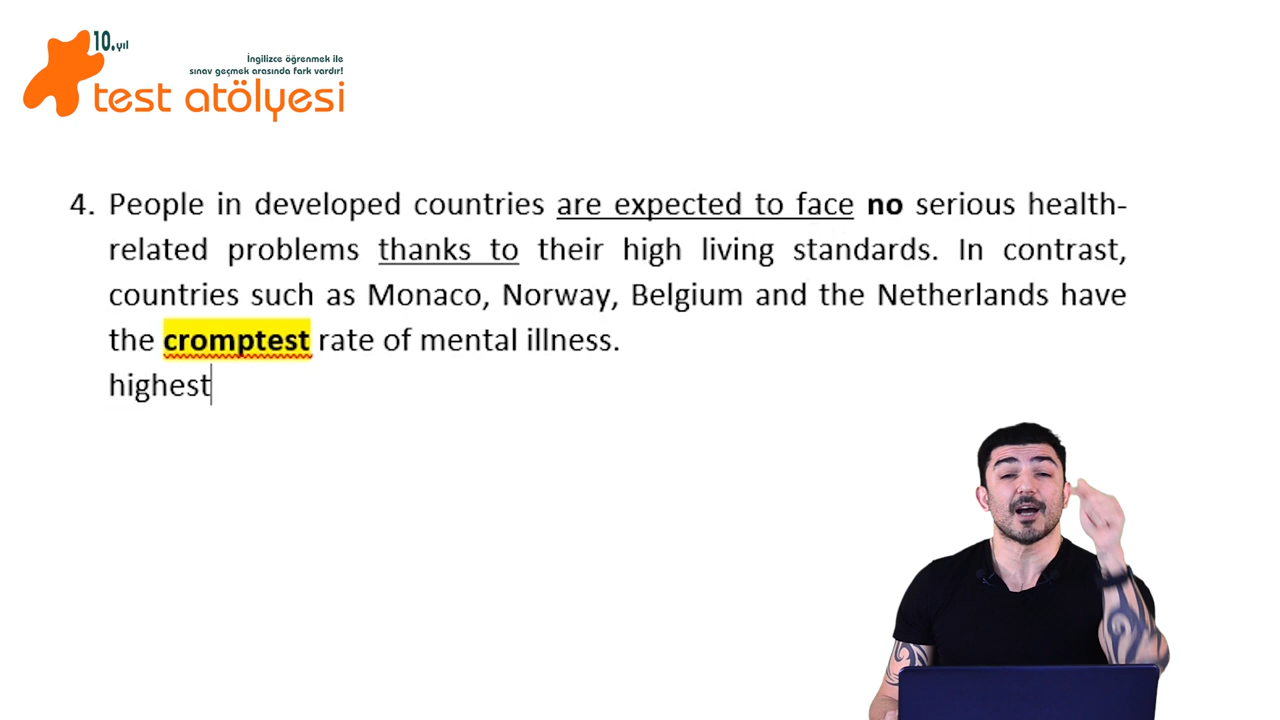 10.yıl
İngilizce öğrenmek ile
sınav geçmek arasında fark vardır!
test atölyesi
4. People in developed countries are expected to face no serious health-
related problems thanks to their high living standards. In contrast,
countries such as Monaco, Norway, Belgium and the Netherlands have
the cromptest rate of mental illness.
highest